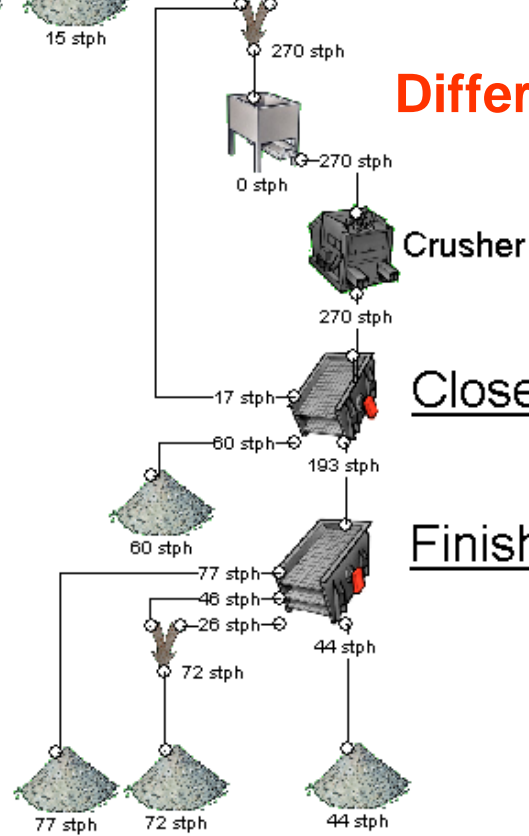 15 stph
270 stph
Differ
270 stph
0 stph
Crusher
270 stph
17 stph
Close
60 stph
193 stph
60 stph
Finish
77 stph
46 stph
26 stph
44 stph
72 stph
77 stph
72 stph
44 stph